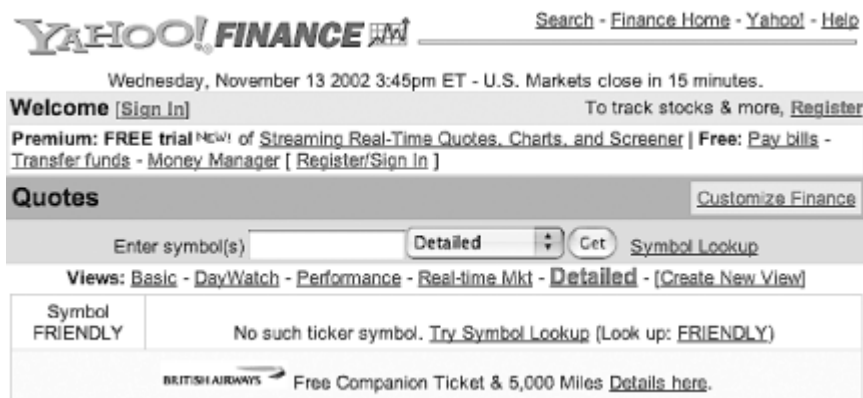 YAHOO! FINANCE Search - Finance Home - Yahoo! - Help
Wednesday, November 13 2002 3:45pm ET - U.S. Markets close in 15 minutes.
Welcome [Sign In] To track stocks & more, Register
Premium: FREE trial NEW! of Streaming Real-Time Quotes, Charts, and Screener | Free: Pay bills -
Transfer funds - Money Manager [ Register/Sign In ]
Quotes Customize Finance
Enter symbol(s) Detailed Get Symbol Lookup
Views: Basic - DayWatch - Performance - Real-time Mkt - Detailed - [Create New View]
Symbol
FRIENDLY No such ticker symbol. Try Symbol Lookup (Look up: FRIENDLY)
BRITISH AIRWAYS Free Companion Ticket & 5,000 Miles Details here.